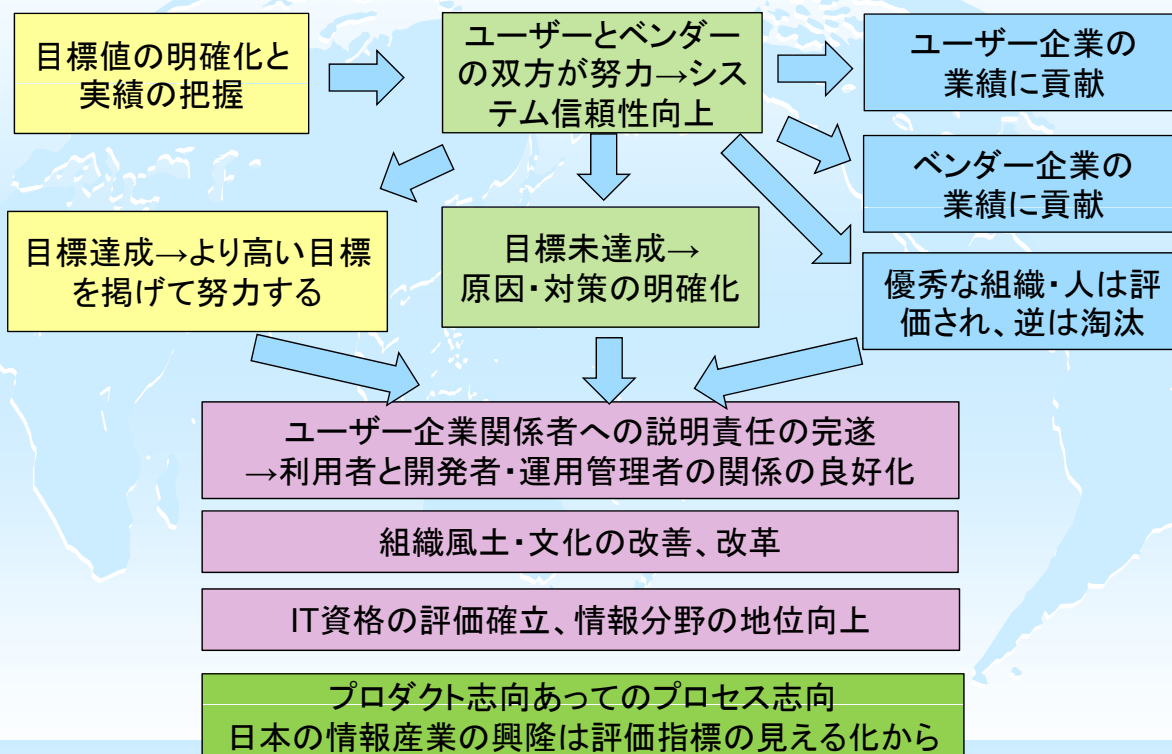 目標値の明確化と
実績の把握
ユーザーとベンダー
の双方が努力→シス
テム信頼性向上
ユーザー企業の
業績に貢献
ベンダー企業の
業績に貢献
目標達成→より高い目標
を掲げて努力する
目標未達成→
原因・対策の明確化
優秀な組織・人は評
価され、逆は淘汰
ユーザー企業関係者への説明責任の完遂
→利用者と開発者・運用管理者の関係の良好化
組織風土・文化の改善、改革
IT資格の評価確立、情報分野の地位向上
プロダクト志向あってのプロセス志向
日本の情報産業の興隆は評価指標の見える化から